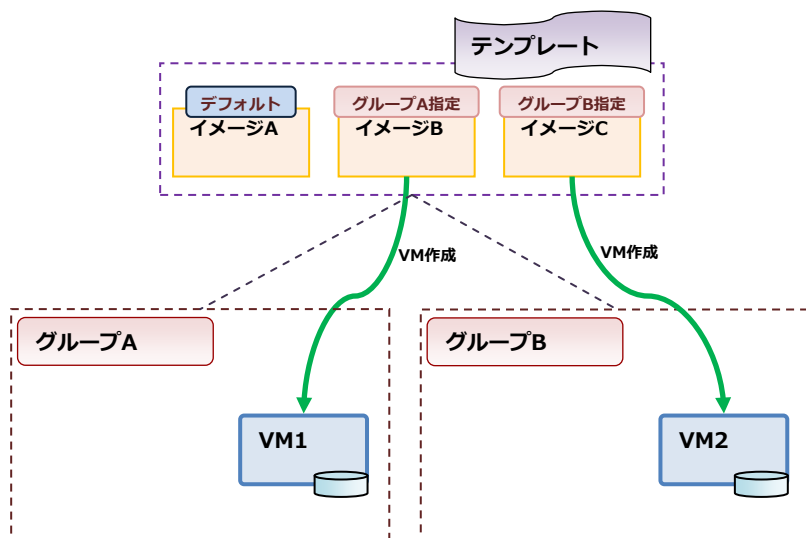 テンプレート
デフォルト
グループA指定
グループB指定
イメージA
イメージB
イメージC
VM作成
VM作成
グループA
グループB
VM1
VM2